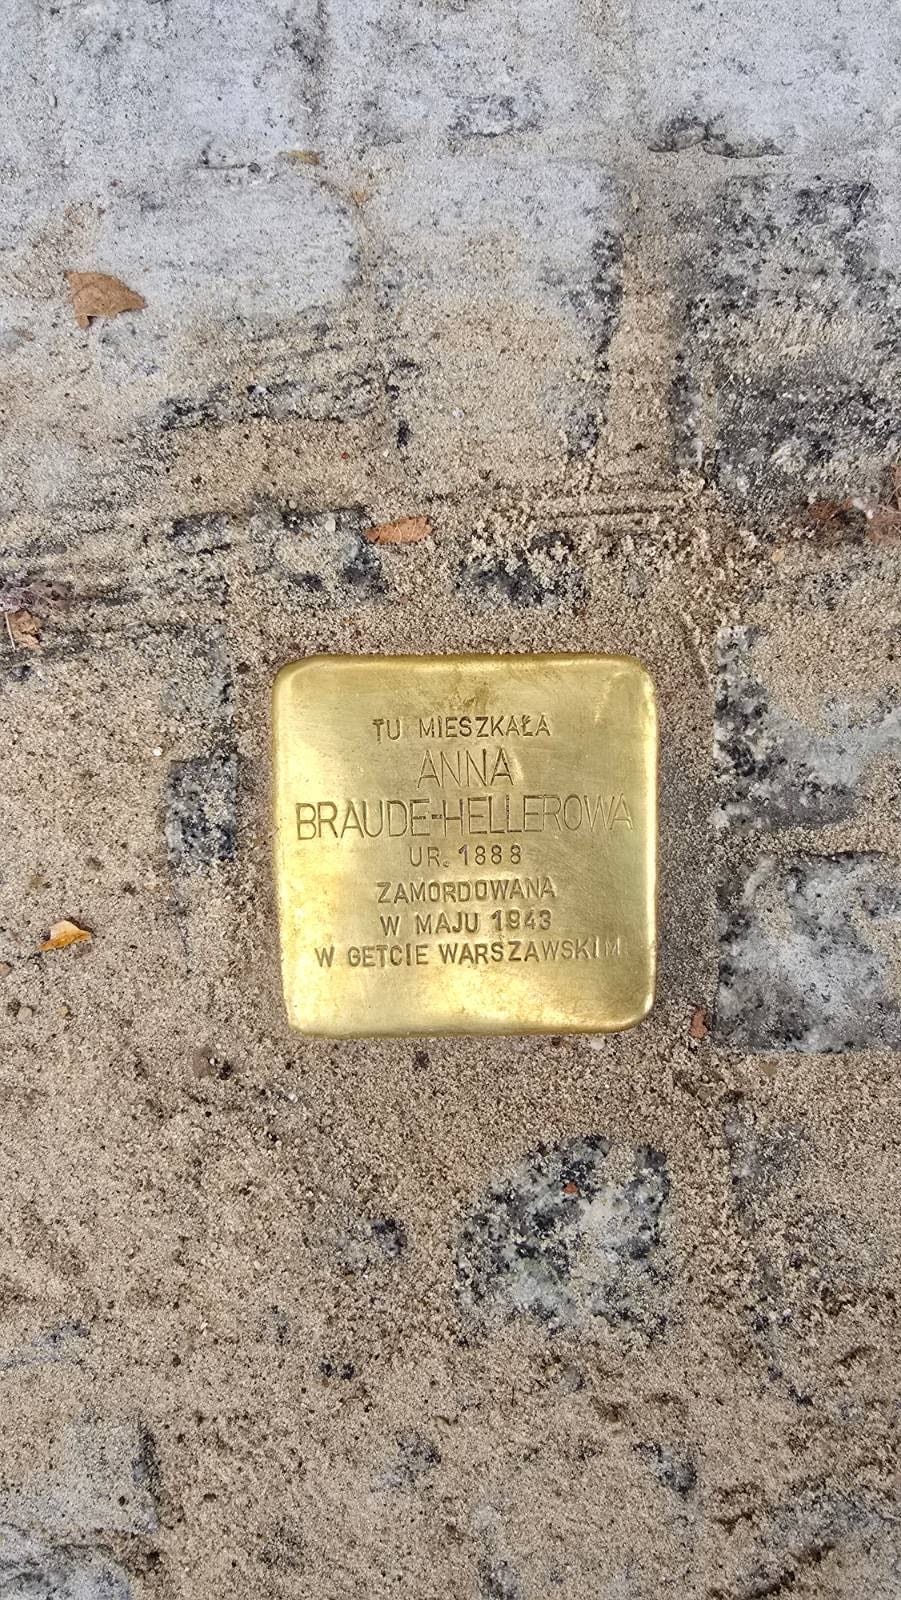 TU MIESZKAŁA
ANNA
BRAUDE-HELLEROWA
UR. 1888
ZAMORDOWANA
W MAJU 1943
W GETCIE WARSZAWSKIM